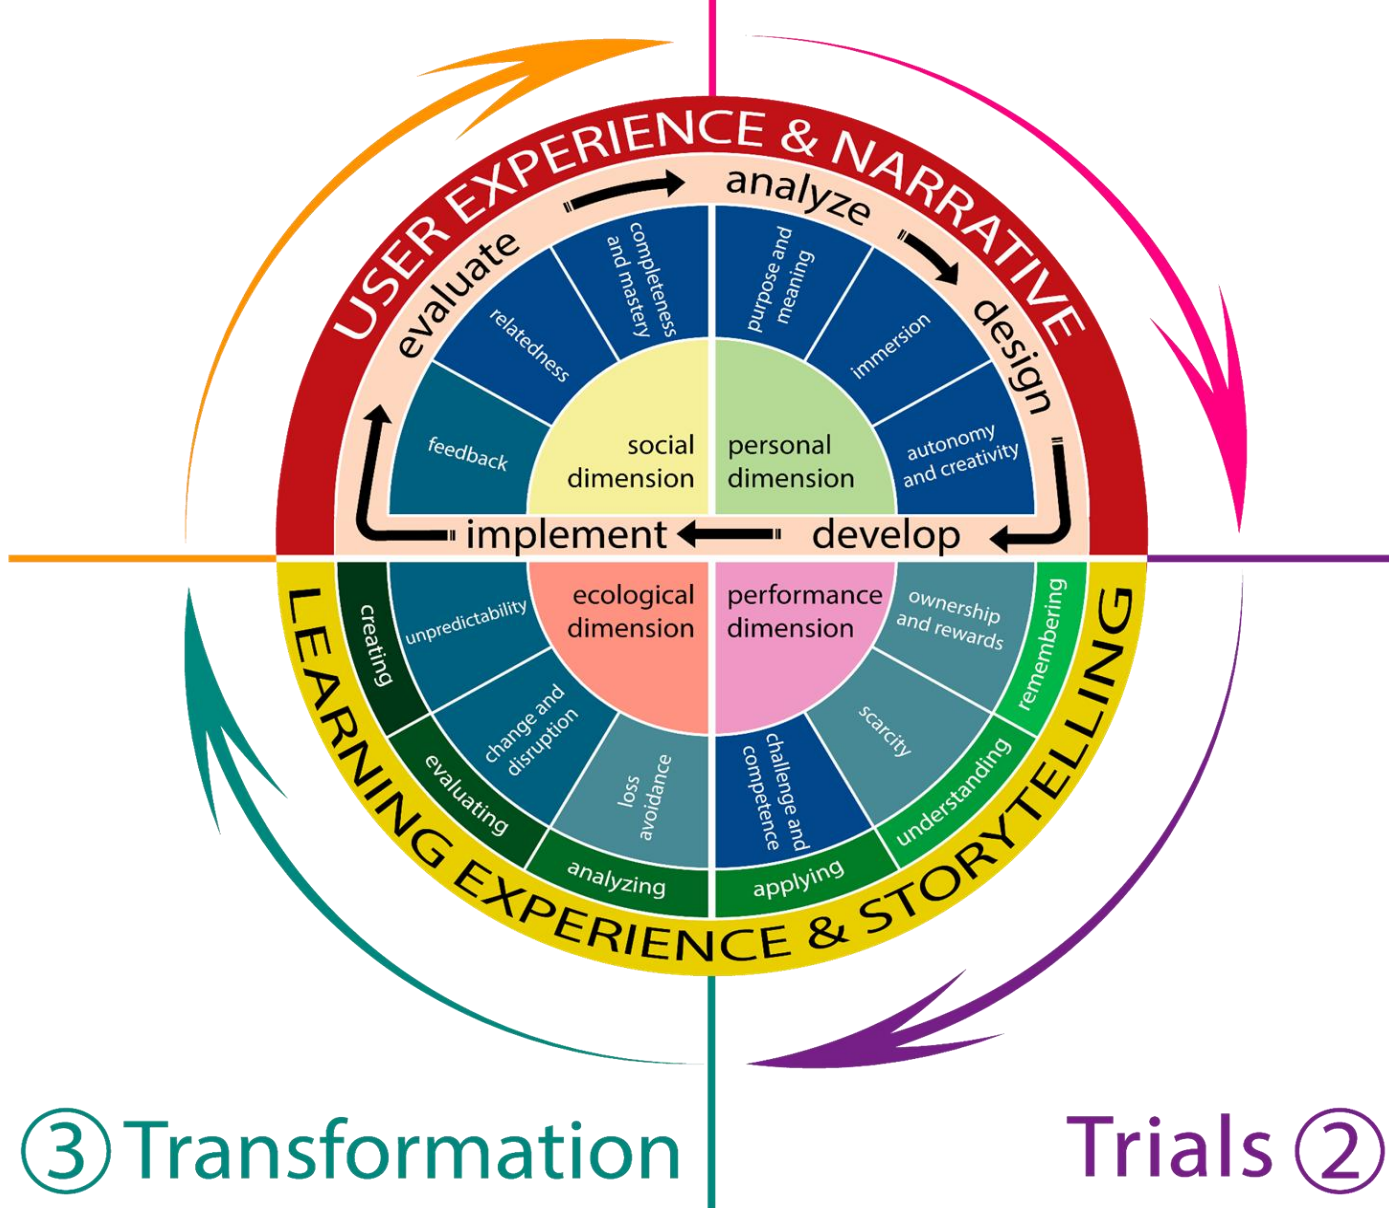 USER EXPERIENCE & NARRATIVE
analyze
design
develop
implement
evaluate
completeness
and mastery
purpose and
meaning
relatedness
immersion
feedback
autonomy
and creativity
social
dimension
personal
dimension
ecological
dimension
performance
dimension
unpredictability
ownership
and rewards
change and
disruption
scarcity
loss
avoidance
challenge and
competence
creating
evaluating
analyzing
applying
understanding
remembering
LEARNING EXPERIENCE & STORYTELLING
3 Transformation
Trials 2